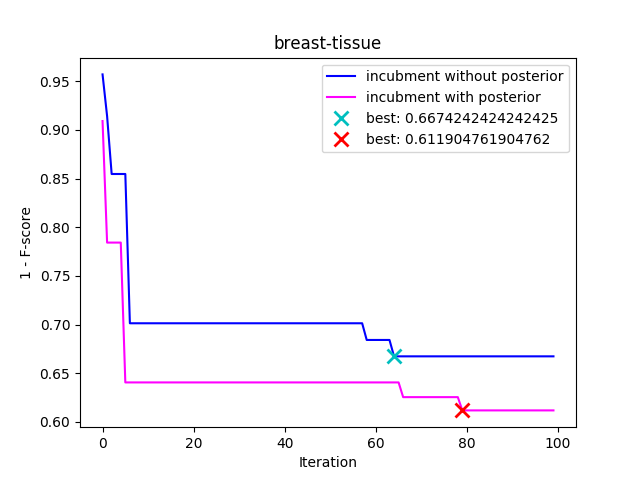 breast-tissue
incubment without posterior
incubment with posterior
best: 0.6674242424242425
best: 0.611904761904762
1 - F-score
0.95
0.90
0.85
0.80
0.75
0.70
0.65
0.60
0 20 40 60 80 100
Iteration